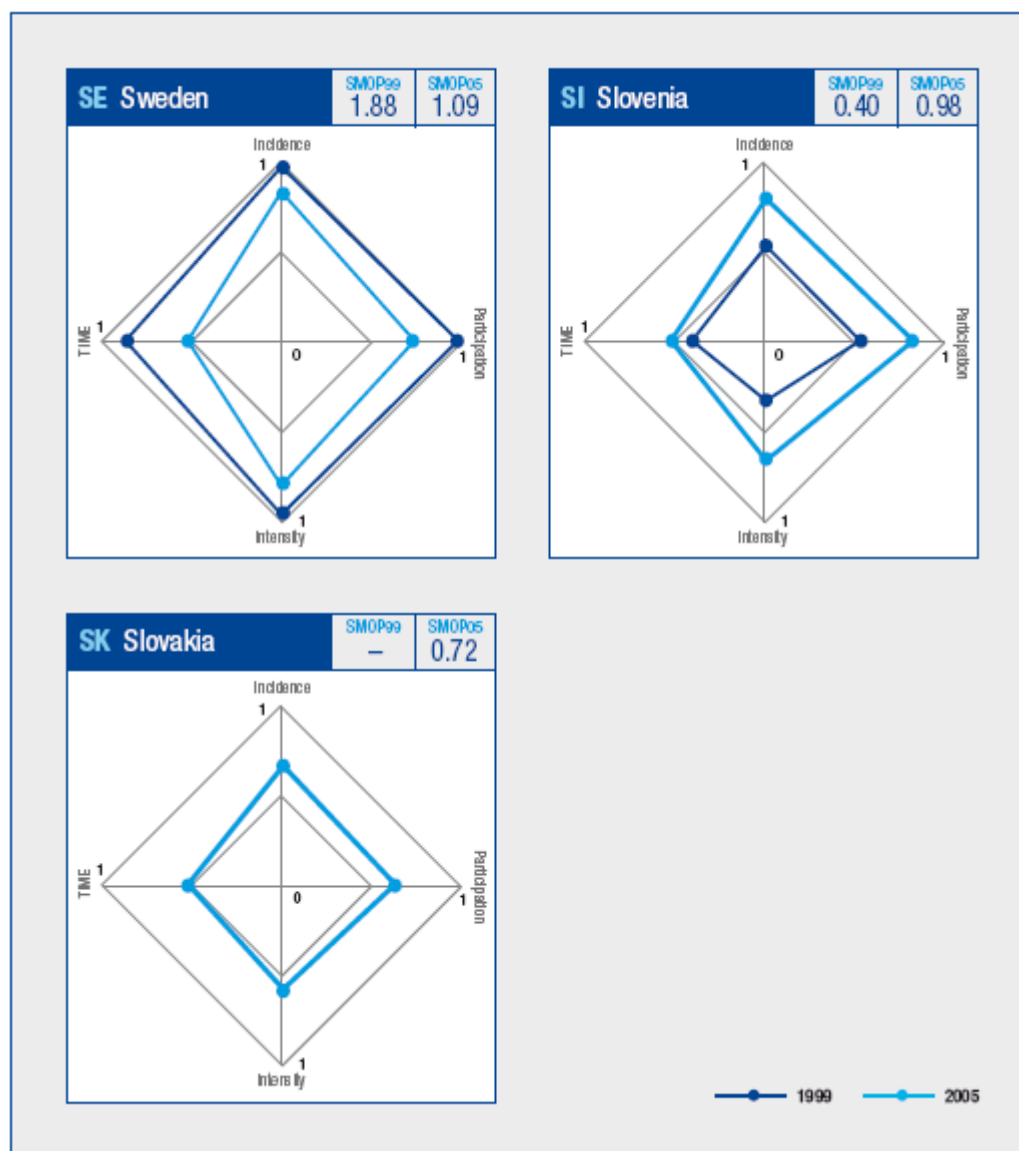 SE Sweden SMOP99 1.88 SMOP05 1.09
Incidence
1
TIME 1 0 1 Participation
1
Intensity
SI Slovenia SMOP99 0.40 SMOP05 0.98
Incidence
1
TIME 1 0 1 Participation
1
Intensity
SK Slovakia SMOP99 – SMOP05 0.72
Incidence
1
TIME 1 0 1 Participation
1
Intensity
1999 2005